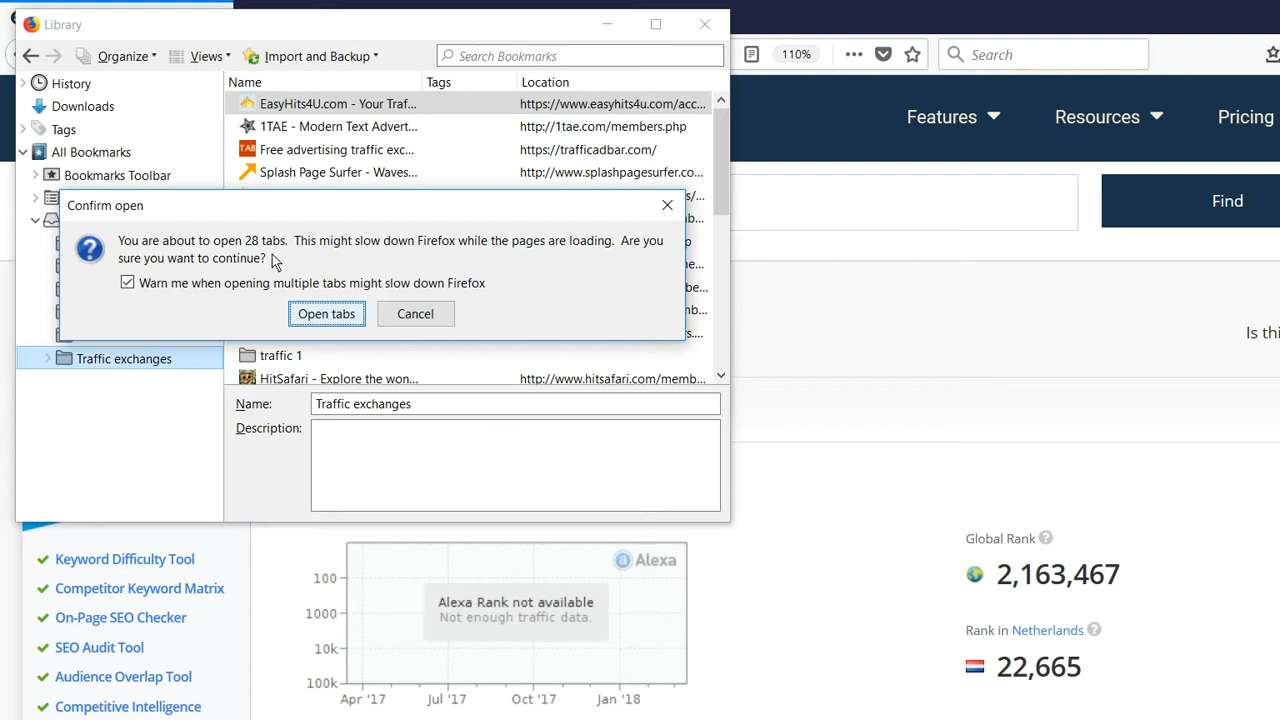 Library
Organize
Views
Import and Backup
Search Bookmarks
110%
Search
History
Downloads
Tags
All Bookmarks
Bookmarks Toolbar
Name Tags Location
EasyHits4U.com - Your Traf... https://www.easyhits4u.com/acc...
1TAE - Modern Text Advert... http://1tae.com/members.php
Free advertising traffic exc... https://trafficadbar.com/
Splash Page Surfer - Waves... https://www.splashpagesurfer.co...
Features
Resources
Pricing
Find
Confirm open
You are about to open 28 tabs. This might slow down Firefox while the pages are loading. Are you
sure you want to continue?
Warn me when opening multiple tabs might slow down Firefox
Open tabs
Cancel
Traffic exchanges
traffic 1
HitSafari - Explore the won... http://www.hitsafari.com/memb...
Name: Traffic exchanges
Description:
Is thi
Keyword Difficulty Tool
Competitor Keyword Matrix
On-Page SEO Checker
SEO Audit Tool
Audience Overlap Tool
Competitive Intelligence
Alexa
100
1000
10k
100k
Alexa Rank not available
Not enough traffic data.
Apr '17 Jul '17 Oct '17 Jan '18
Global Rank
2,163,467
Rank in Netherlands
22,665